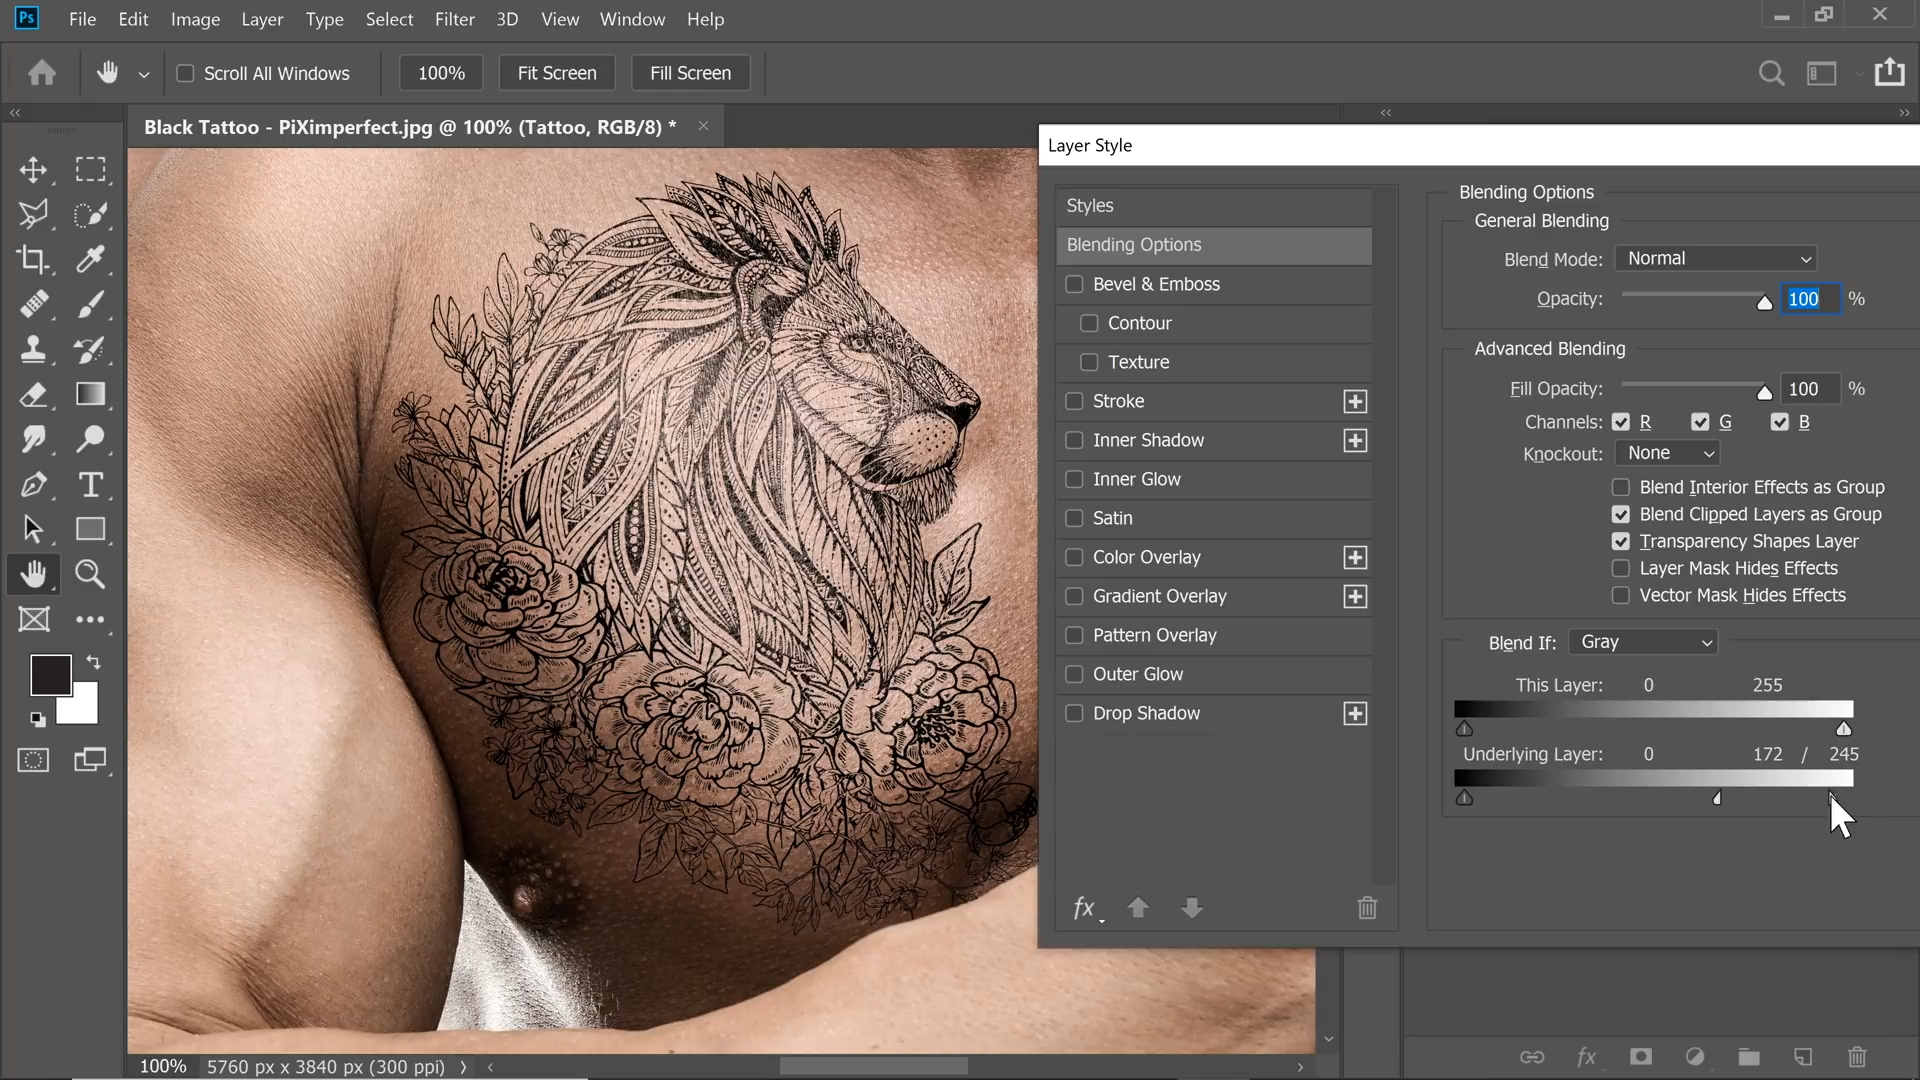 Ps File Edit Image Layer Type Select Filter 3D View Window Help
Scroll All Windows 100% Fit Screen Fill Screen
Black Tattoo - PiXimperfect.jpg @ 100% (Tattoo, RGB/8) *
Layer Style
Styles
Blending Options
Bevel & Emboss
Contour
Texture
Stroke
Inner Shadow
Inner Glow
Satin
Color Overlay
Gradient Overlay
Pattern Overlay
Outer Glow
Drop Shadow
fx
Blending Options
General Blending
Blend Mode: Normal
Opacity: 100 %
Advanced Blending
Fill Opacity: 100 %
Channels: R G B
Knockout: None
Blend Interior Effects as Group
Blend Clipped Layers as Group
Transparency Shapes Layer
Layer Mask Hides Effects
Vector Mask Hides Effects
Blend If: Gray
This Layer: 0 255
Underlying Layer: 0 172 / 245
100% 5760 px x 3840 px (300 ppi)
fx